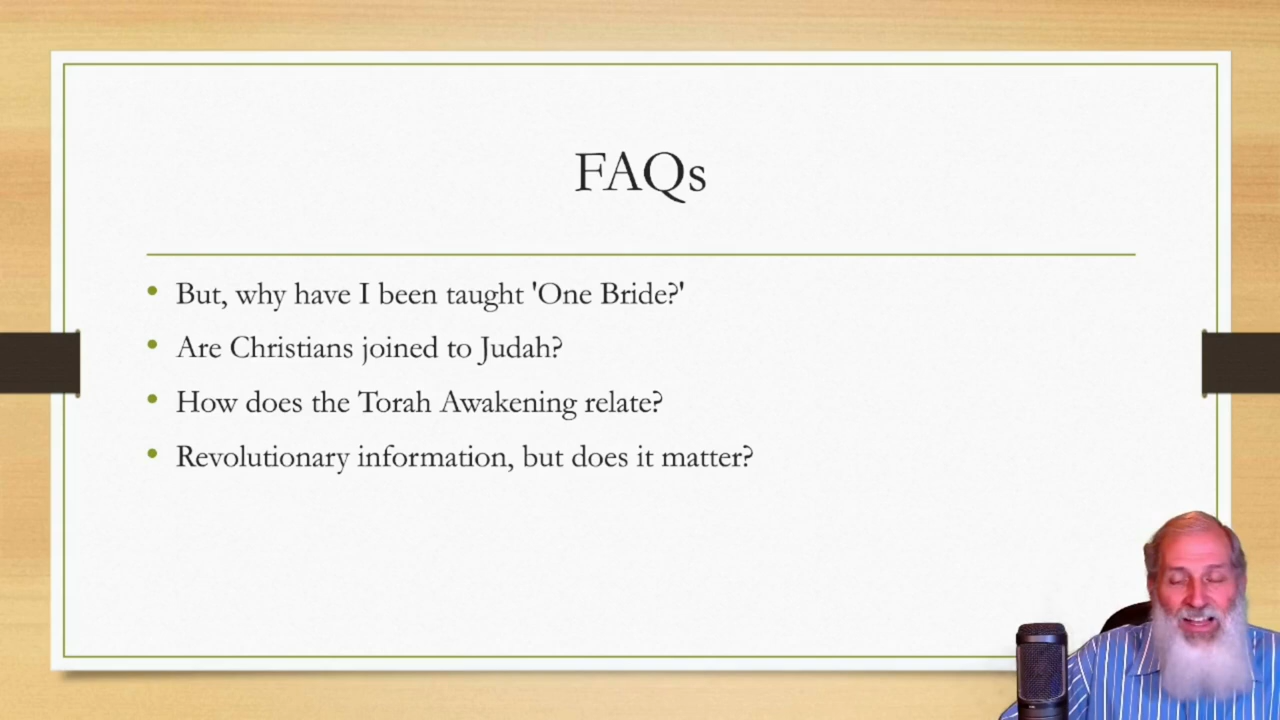 FAQs
• But, why have I been taught 'One Bride?'
• Are Christians joined to Judah?
• How does the Torah Awakening relate?
• Revolutionary information, but does it matter?